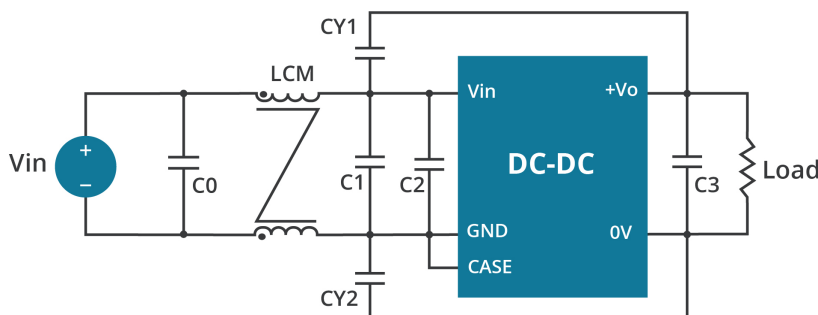 CY1
LCM
Vin
+
−
C0
C1
C2
Vin
+Vo
DC-DC
GND
0V
CASE
C3
Load
CY2